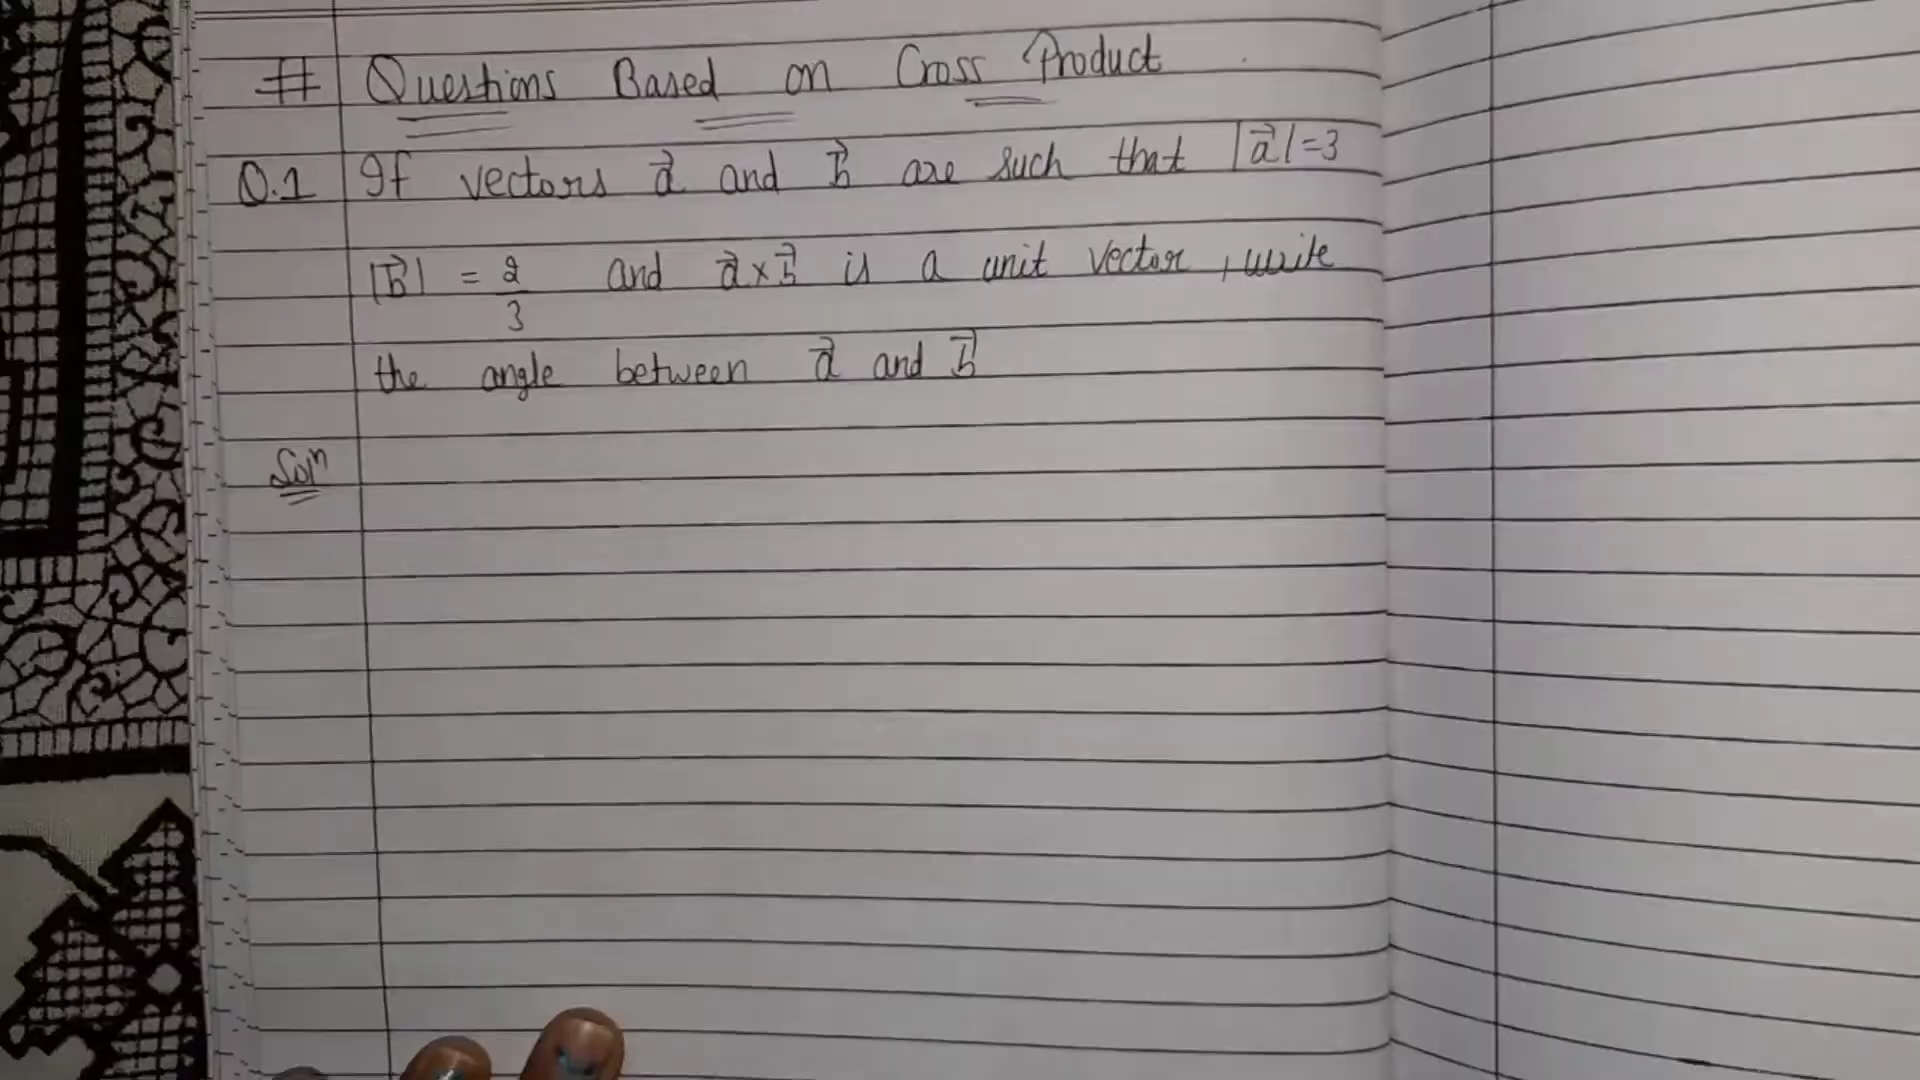 # Questions Based on Cross Product
Q.1 If vectors a⃗ and b⃗ are such that |a⃗|=3
|b⃗| = 2/3 and a⃗×b⃗ is a unit vector, write
the angle between a⃗ and b⃗
Solⁿ